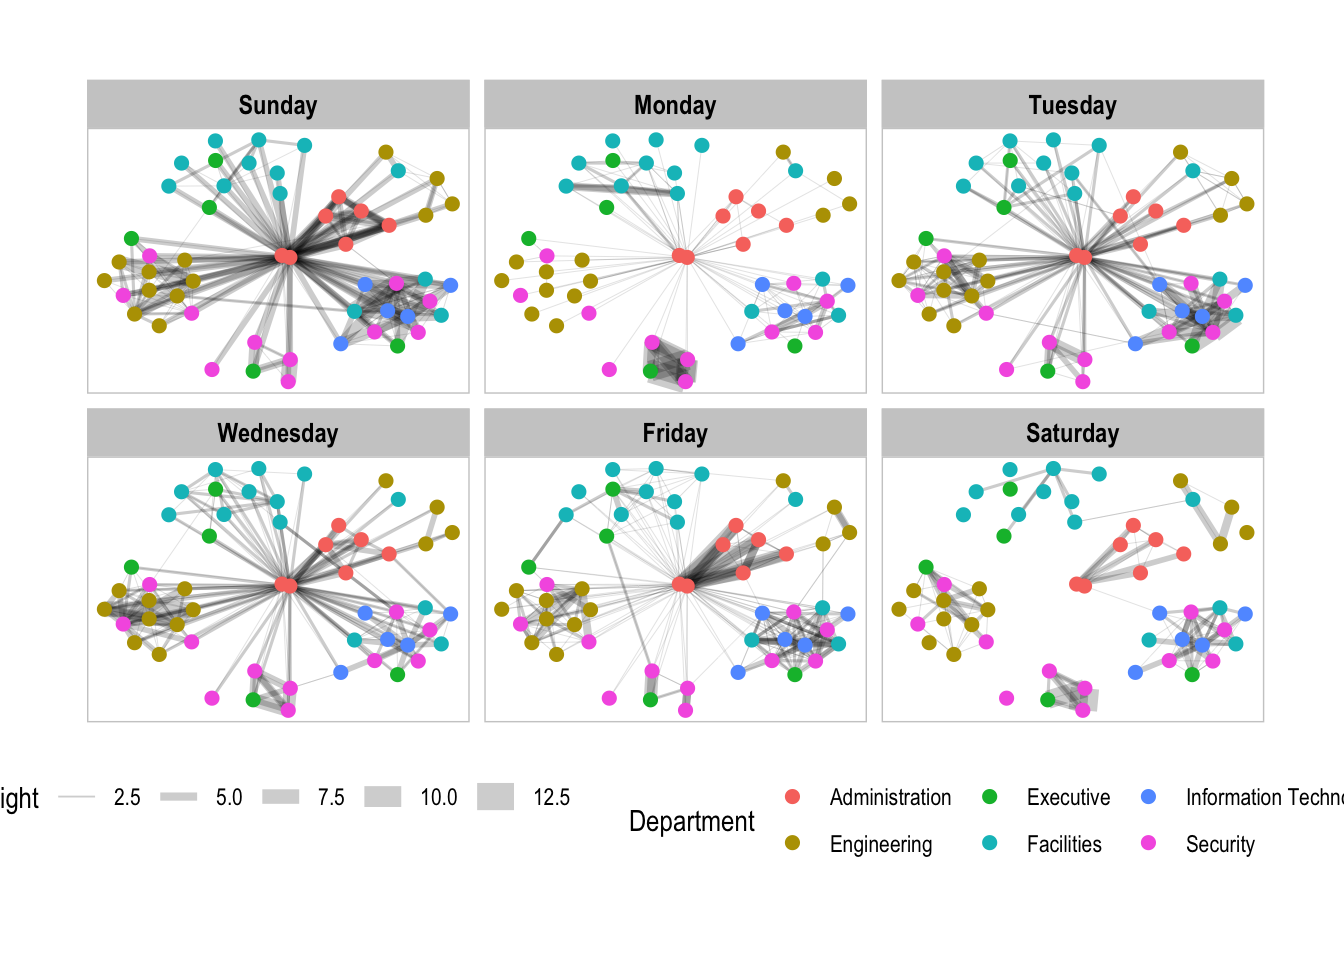 Sunday
Monday
Tuesday
Wednesday
Friday
Saturday
ight 2.5 5.0 7.5 10.0 12.5
Department
Administration Executive Information Techno
Engineering Facilities Security